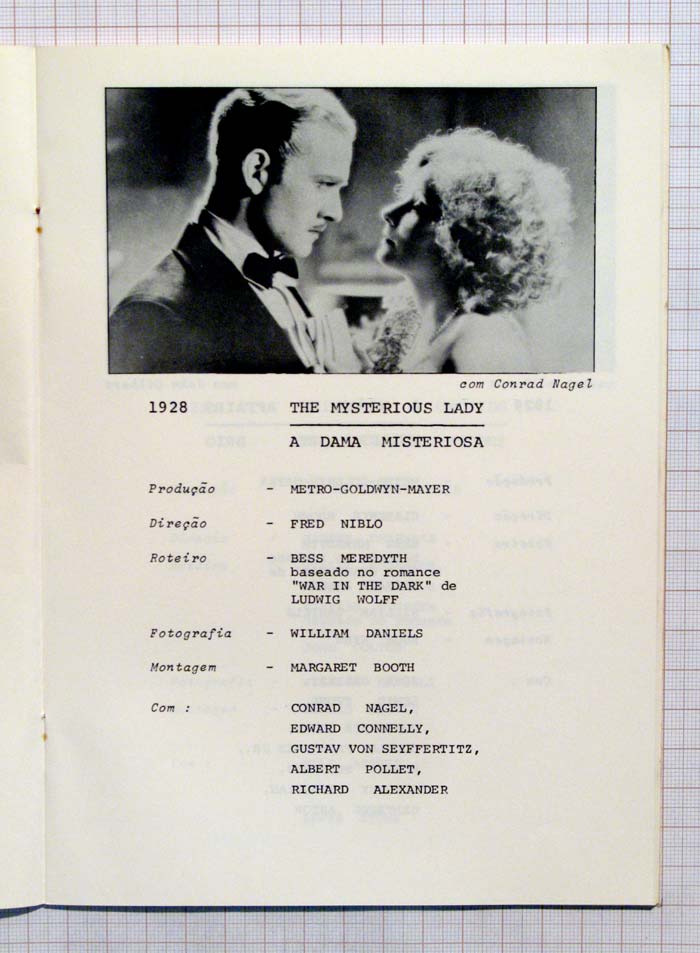 com Conrad Nagel
1928 THE MYSTERIOUS LADY
A DAMA MISTERIOSA
Produção - METRO-GOLDWYN-MAYER
Direção - FRED NIBLO
Roteiro - BESS MEREDYTH
baseado no romance
"WAR IN THE DARK" de
LUDWIG WOLFF
Fotografia - WILLIAM DANIELS
Montagem - MARGARET BOOTH
Com : CONRAD NAGEL,
EDWARD CONNELLY,
GUSTAV VON SEYFFERTITZ,
ALBERT POLLET,
RICHARD ALEXANDER